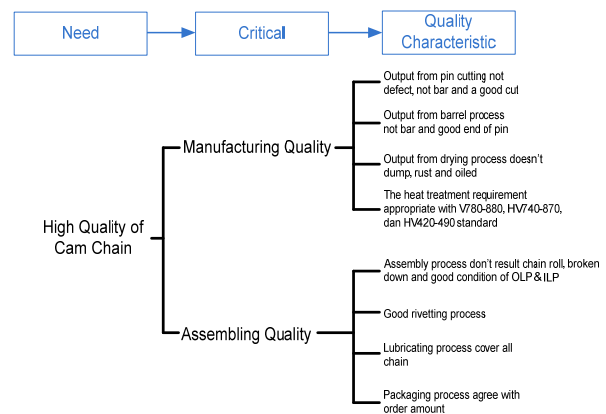 Need
Critical
Quality
Characteristic
Output from pin cutting not
defect, not bar and a good cut
Output from barrel process
not bar and good end of pin
Manufacturing Quality
Output from drying process doesn't
dump, rust and oiled
The heat treatment requirement
appropriate with V780-880, HV740-870,
dan HV420-490 standard
High Quality of
Cam Chain
Assembly process don't result chain roll, broken
down and good condition of OLP & ILP
Good rivetting process
Assembling Quality
Lubricating process cover all
chain
Packaging process agree with
order amount